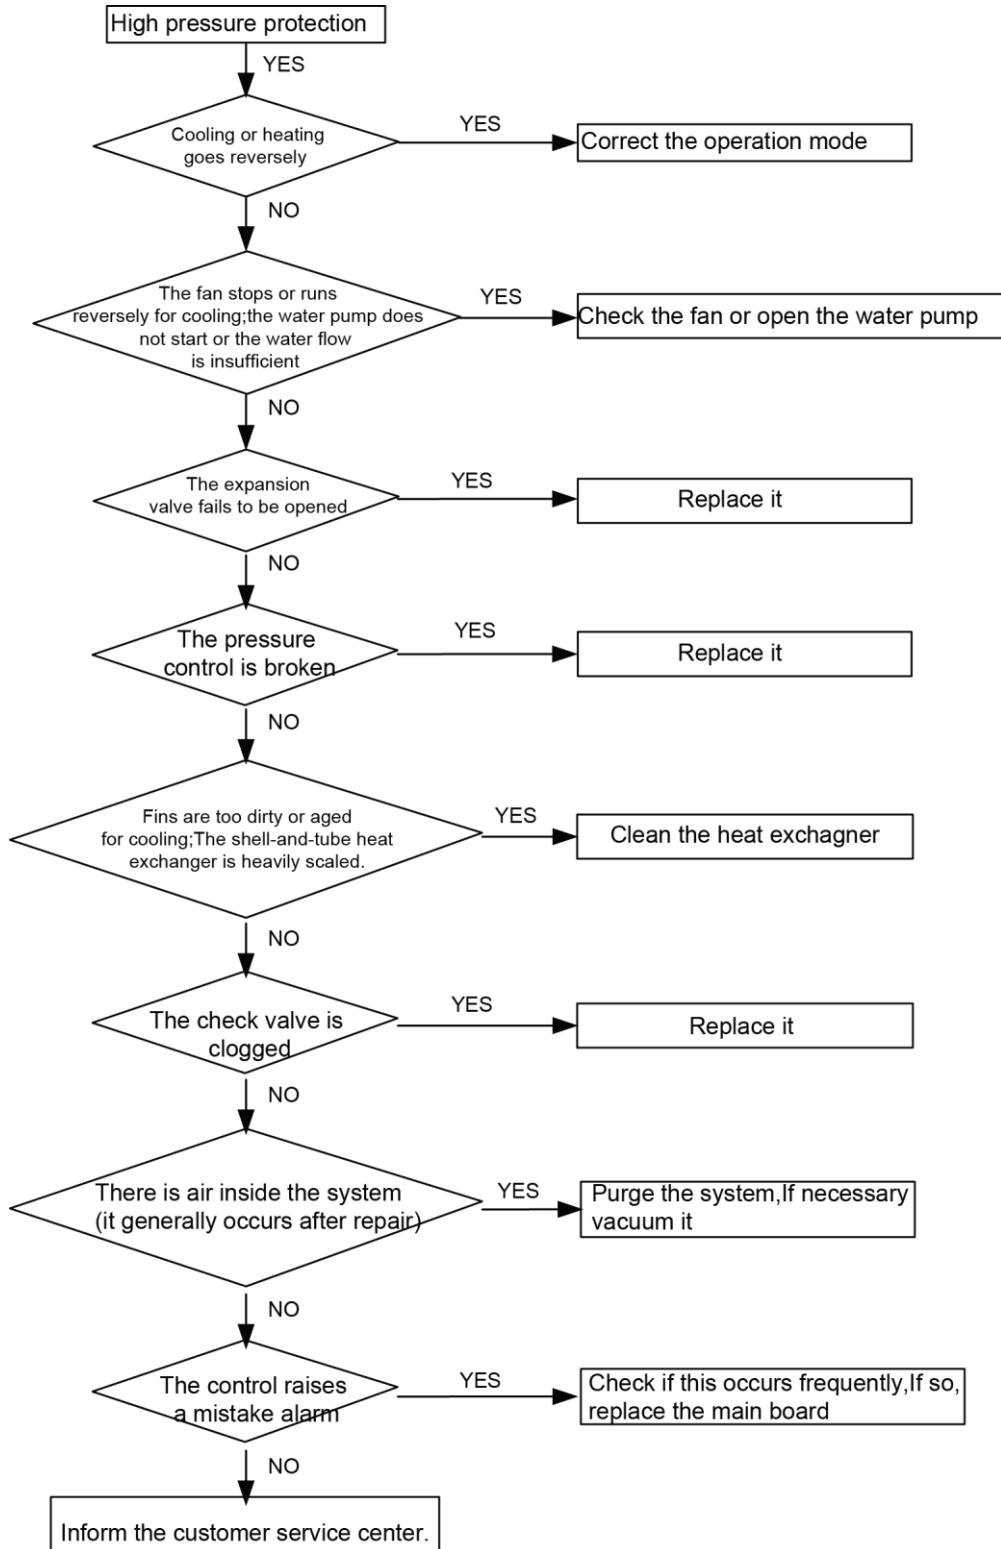 High pressure protection
YES
Cooling or heating
goes reversely
YES
Correct the operation mode
NO
The fan stops or runs
reversely for cooling;the water pump does
not start or the water flow
is insufficient
YES
Check the fan or open the water pump
NO
The expansion
valve fails to be opened
YES
Replace it
NO
The pressure
control is broken
YES
Replace it
NO
Fins are too dirty or aged
for cooling;The shell-and-tube heat
exchanger is heavily scaled.
YES
Clean the heat exchagner
NO
The check valve is
clogged
YES
Replace it
NO
There is air inside the system
(it generally occurs after repair)
YES
Purge the system,If necessary
vacuum it
NO
The control raises
a mistake alarm
YES
Check if this occurs frequently,If so,
replace the main board
NO
Inform the customer service center.